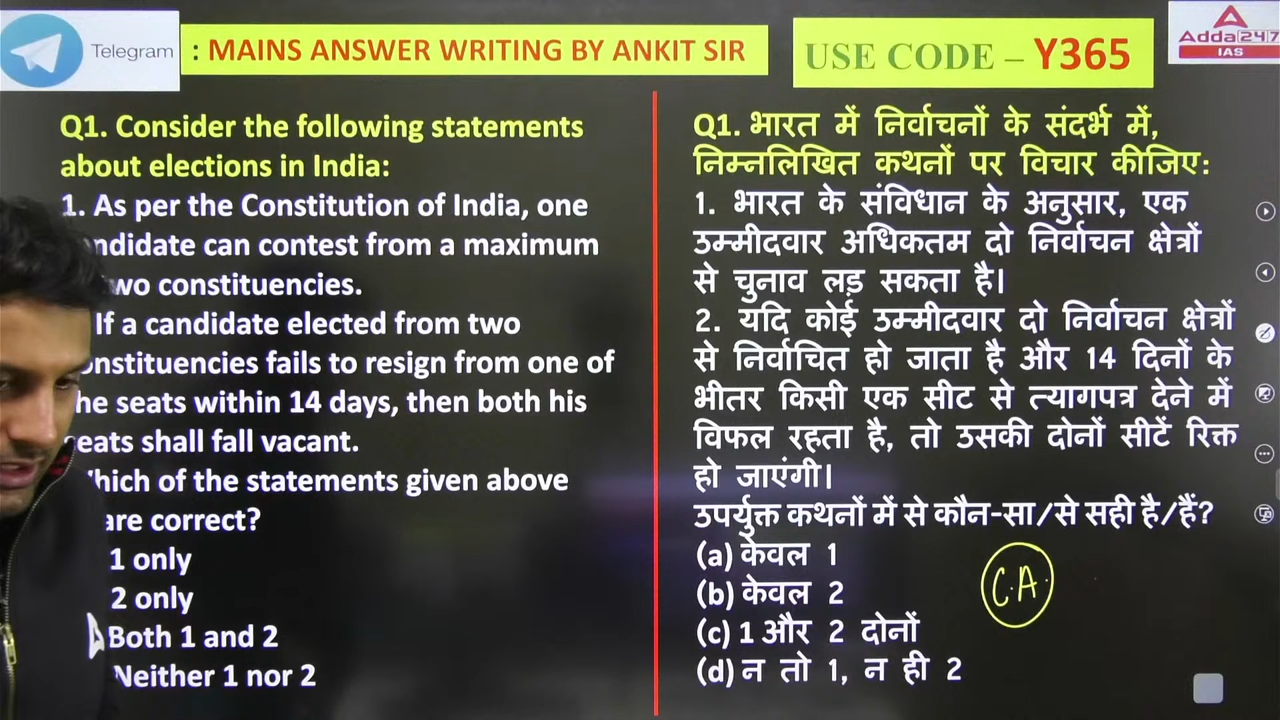 Telegram
: MAINS ANSWER WRITING BY ANKIT SIR
USE CODE – Y365
Adda247
IAS
Q1. Consider the following statements
about elections in India:
1. As per the Constitution of India, one
ndidate can contest from a maximum
wo constituencies.
If a candidate elected from two
onstituencies fails to resign from one of
he seats within 14 days, then both his
eats shall fall vacant.
hich of the statements given above
are correct?
1 only
2 only
Both 1 and 2
Neither 1 nor 2
Q1. भारत में निर्वाचनों के संदर्भ में,
निम्नलिखित कथनों पर विचार कीजिए:
1. भारत के संविधान के अनुसार, एक
उम्मीदवार अधिकतम दो निर्वाचन क्षेत्रों
से चुनाव लड़ सकता है।
2. यदि कोई उम्मीदवार दो निर्वाचन क्षेत्रों
से निर्वाचित हो जाता है और 14 दिनों के
भीतर किसी एक सीट से त्यागपत्र देने में
विफल रहता है, तो उसकी दोनों सीटें रिक्त
हो जाएंगी।
उपर्युक्त कथनों में से कौन-सा/से सही है/हैं?
(a) केवल 1
(b) केवल 2
(c) 1 और 2 दोनों
(d) न तो 1, न ही 2
C.A.